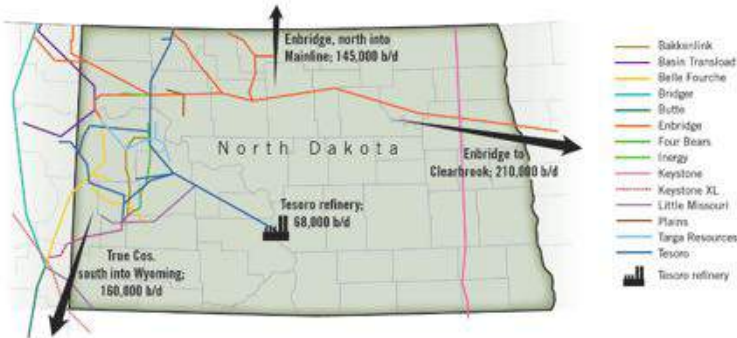 Enbridge, north into
Mainline; 145,000 b/d
North Dakota
Enbridge to
Clearbrook; 210,000 b/d
Tesoro refinery;
68,000 b/d
True Cos.
south into Wyoming;
160,000 b/d
Bakkenlink
Basin Transload
Belle Fourche
Bridger
Butte
Enbridge
Four Bears
Inergy
Keystone
Keystone XL
Little Missouri
Plains
Targa Resources
Tesoro
Tesoro refinery